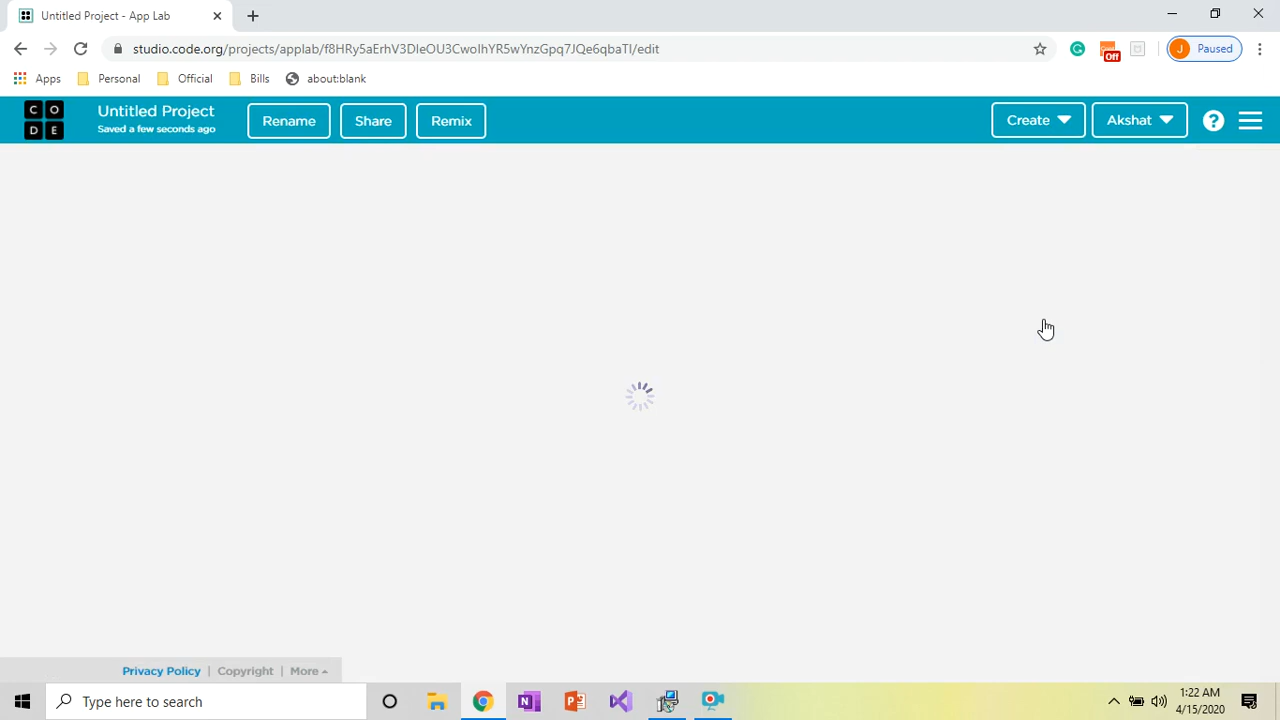 Untitled Project - App Lab
studio.code.org/projects/applab/f8HRy5aErhV3DIeOU3CwoIhYR5wYnzGpq7JQe6qbaTI/edit
Off
J Paused
Apps Personal Official Bills about:blank
CODE
Untitled Project
Saved a few seconds ago
Rename Share Remix
Create Akshat ?
Privacy Policy | Copyright | More
Type here to search
1:22 AM
4/15/2020